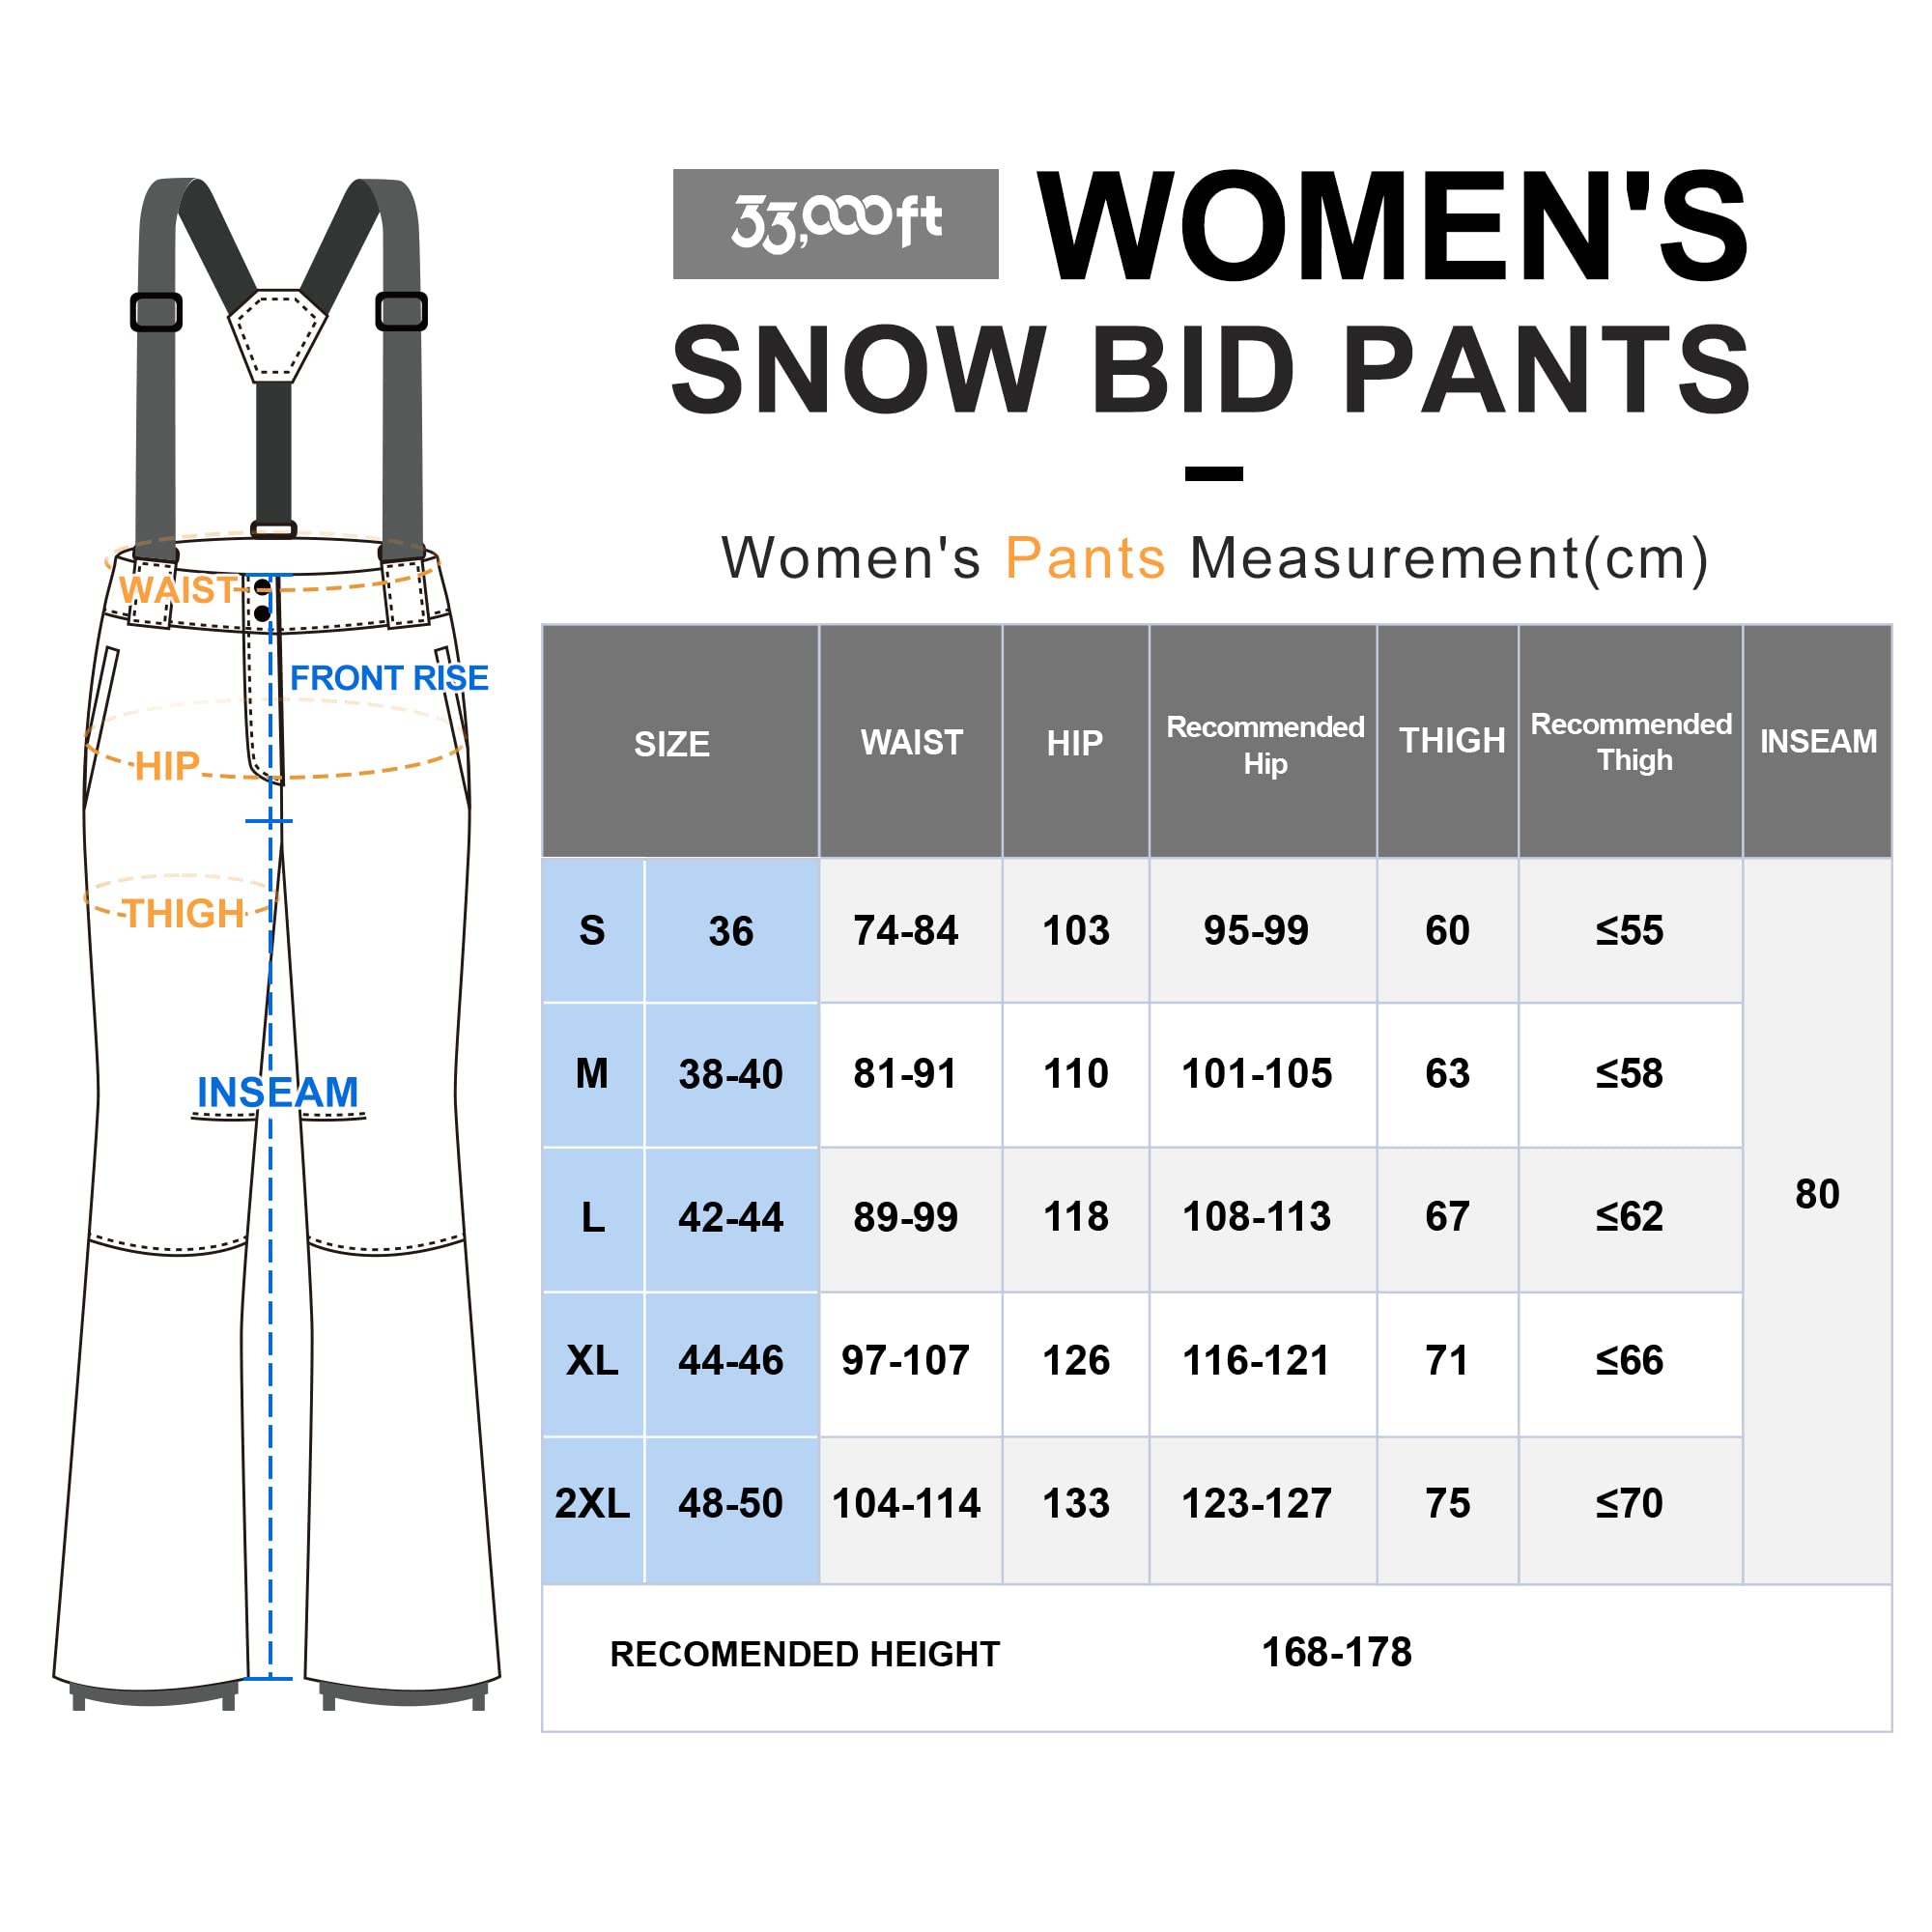 33,000ft WOMEN'S
SNOW BID PANTS
Women's Pants Measurement(cm)
WAIST
FRONT RISE
HIP
THIGH
INSEAM
SIZE WAIST HIP Recommended Hip THIGH Recommended Thigh INSEAM
S 36 74-84 103 95-99 60 ≤55
M 38-40 81-91 110 101-105 63 ≤58
L 42-44 89-99 118 108-113 67 ≤62
80
XL 44-46 97-107 126 116-121 71 ≤66
2XL 48-50 104-114 133 123-127 75 ≤70
RECOMENDED HEIGHT 168-178